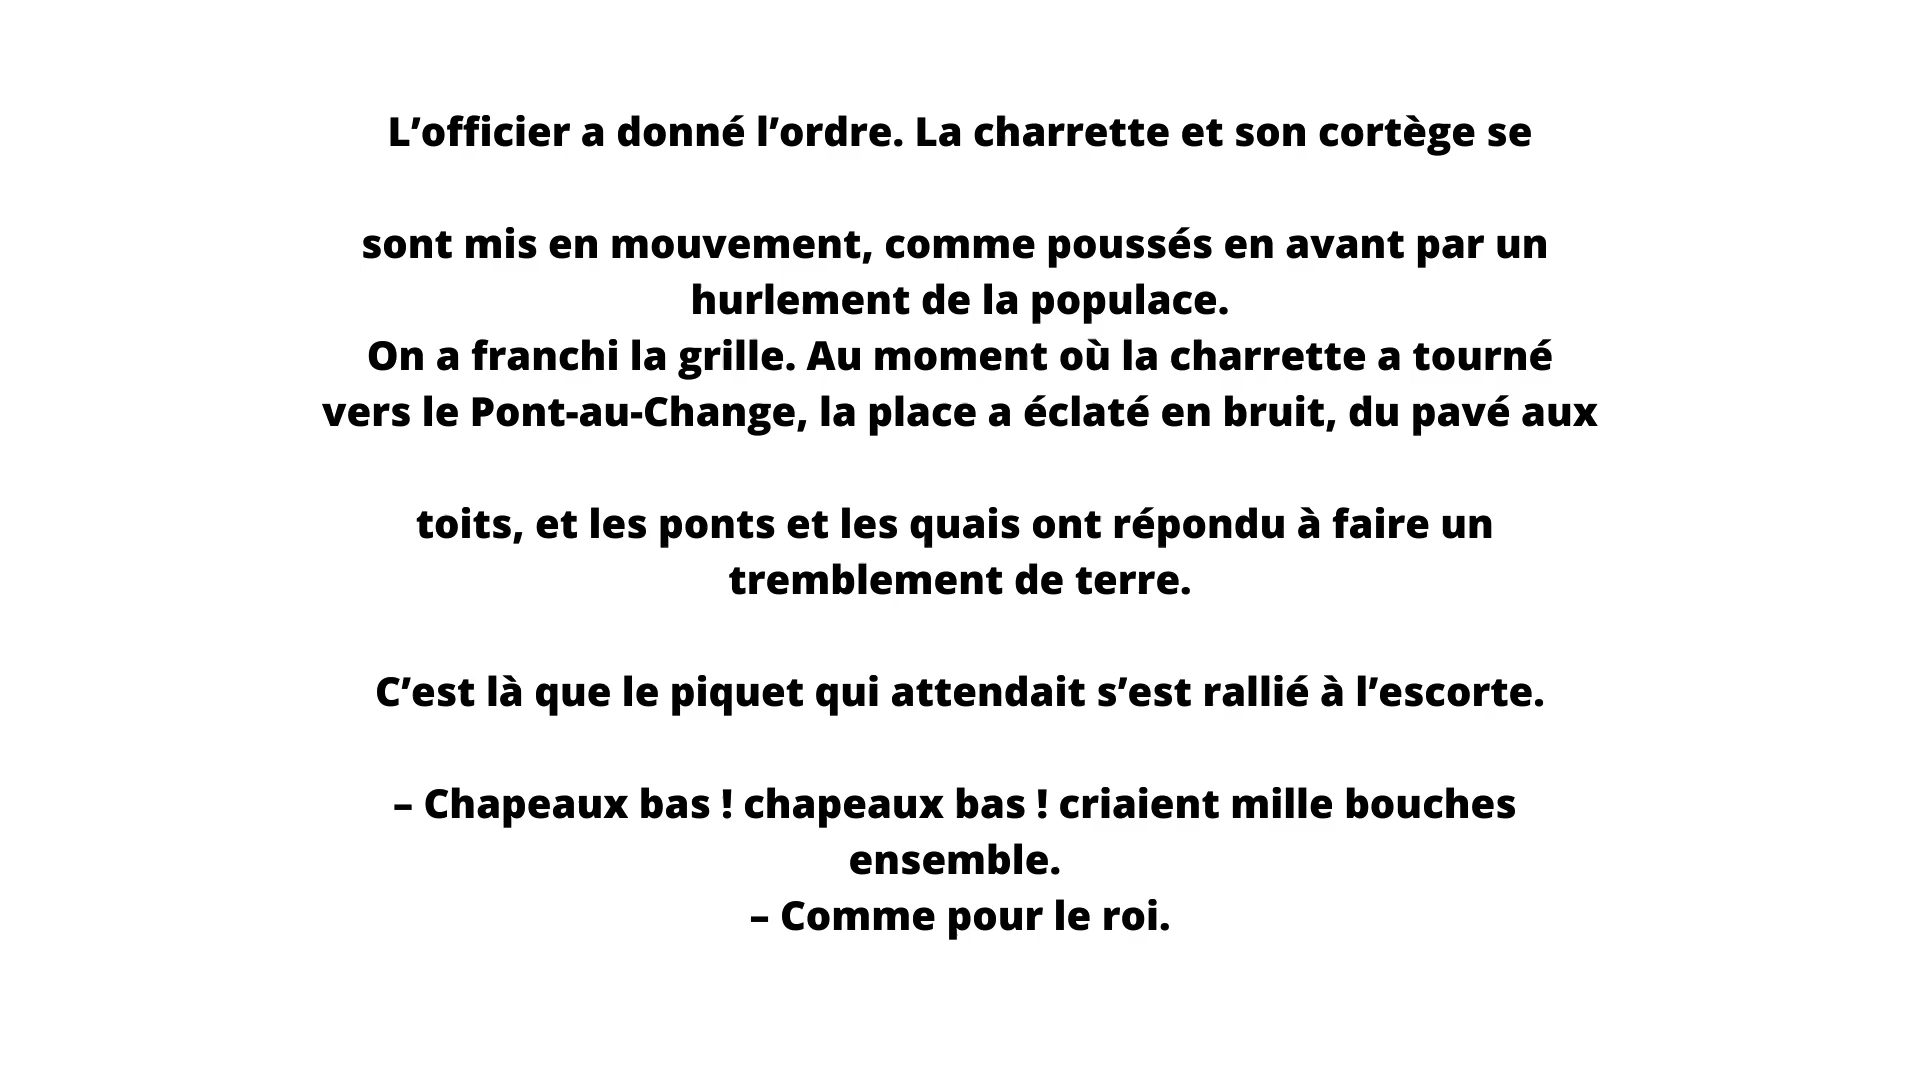 L’officier a donné l’ordre. La charrette et son cortège se
sont mis en mouvement, comme poussés en avant par un
hurlement de la populace.
On a franchi la grille. Au moment où la charrette a tourné
vers le Pont-au-Change, la place a éclaté en bruit, du pavé aux
toits, et les ponts et les quais ont répondu à faire un
tremblement de terre.
C’est là que le piquet qui attendait s’est rallié à l’escorte.
– Chapeaux bas ! chapeaux bas ! criaient mille bouches
ensemble.
– Comme pour le roi.